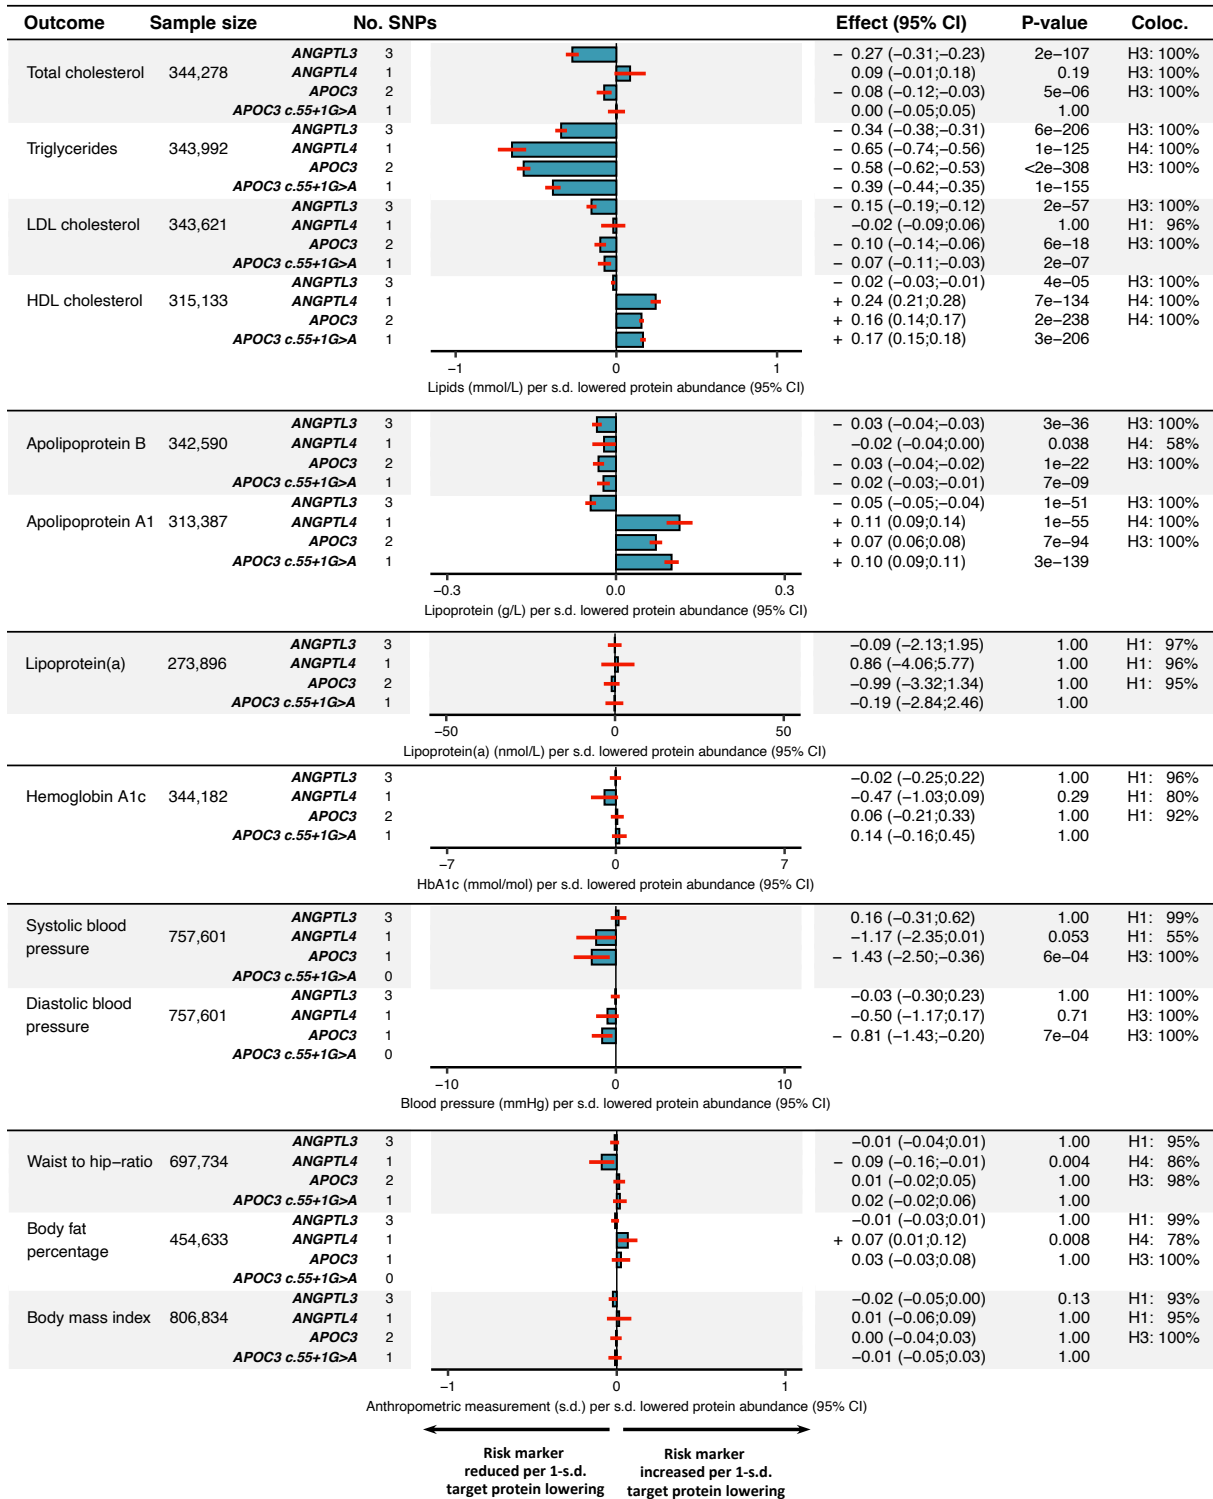 Outcome Sample size No. SNPs Effect (95% CI) P-value Coloc.
ANGPTL3 3 − 0.27 (−0.31;−0.23) 2e−107 H3: 100%
Total cholesterol 344,278 ANGPTL4 1 0.09 (−0.01;0.18) 0.19 H3: 100%
APOC3 2 − 0.08 (−0.12;−0.03) 5e−06 H3: 100%
APOC3 c.55+1G>A 1 0.00 (−0.05;0.05) 1.00
ANGPTL3 3 − 0.34 (−0.38;−0.31) 6e−206 H3: 100%
Triglycerides 343,992 ANGPTL4 1 − 0.65 (−0.74;−0.56) 1e−125 H4: 100%
APOC3 2 − 0.58 (−0.62;−0.53) <2e−308 H3: 100%
APOC3 c.55+1G>A 1 − 0.39 (−0.44;−0.35) 1e−155
ANGPTL3 3 − 0.15 (−0.19;−0.12) 2e−57 H3: 100%
LDL cholesterol 343,621 ANGPTL4 1 −0.02 (−0.09;0.06) 1.00 H1: 96%
APOC3 2 − 0.10 (−0.14;−0.06) 6e−18 H3: 100%
APOC3 c.55+1G>A 1 − 0.07 (−0.11;−0.03) 2e−07
ANGPTL3 3 − 0.02 (−0.03;−0.01) 4e−05 H3: 100%
HDL cholesterol 315,133 ANGPTL4 1 + 0.24 (0.21;0.28) 7e−134 H4: 100%
APOC3 2 + 0.16 (0.14;0.17) 2e−238 H4: 100%
APOC3 c.55+1G>A 1 + 0.17 (0.15;0.18) 3e−206
−1 0 1
Lipids (mmol/L) per s.d. lowered protein abundance (95% CI)
ANGPTL3 3 − 0.03 (−0.04;−0.03) 3e−36 H3: 100%
Apolipoprotein B 342,590 ANGPTL4 1 −0.02 (−0.04;0.00) 0.038 H4: 58%
APOC3 2 − 0.03 (−0.04;−0.02) 1e−22 H3: 100%
APOC3 c.55+1G>A 1 − 0.02 (−0.03;−0.01) 7e−09
ANGPTL3 3 − 0.05 (−0.05;−0.04) 1e−51 H3: 100%
Apolipoprotein A1 313,387 ANGPTL4 1 + 0.11 (0.09;0.14) 1e−55 H4: 100%
APOC3 2 + 0.07 (0.06;0.08) 7e−94 H3: 100%
APOC3 c.55+1G>A 1 + 0.10 (0.09;0.11) 3e−139
−0.3 0.0 0.3
Lipoprotein (g/L) per s.d. lowered protein abundance (95% CI)
ANGPTL3 3 −0.09 (−2.13;1.95) 1.00 H1: 97%
Lipoprotein(a) 273,896 ANGPTL4 1 0.86 (−4.06;5.77) 1.00 H1: 96%
APOC3 2 −0.99 (−3.32;1.34) 1.00 H1: 95%
APOC3 c.55+1G>A 1 −0.19 (−2.84;2.46) 1.00
−50 0 50
Lipoprotein(a) (nmol/L) per s.d. lowered protein abundance (95% CI)
ANGPTL3 3 −0.02 (−0.25;0.22) 1.00 H1: 96%
Hemoglobin A1c 344,182 ANGPTL4 1 −0.47 (−1.03;0.09) 0.29 H1: 80%
APOC3 2 0.06 (−0.21;0.33) 1.00 H1: 92%
APOC3 c.55+1G>A 1 0.14 (−0.16;0.45) 1.00
−7 0 7
HbA1c (mmol/mol) per s.d. lowered protein abundance (95% CI)
ANGPTL3 3 0.16 (−0.31;0.62) 1.00 H1: 99%
Systolic blood pressure 757,601 ANGPTL4 1 −1.17 (−2.35;0.01) 0.053 H1: 55%
APOC3 1 − 1.43 (−2.50;−0.36) 6e−04 H3: 100%
APOC3 c.55+1G>A 0
ANGPTL3 3 −0.03 (−0.30;0.23) 1.00 H1: 100%
Diastolic blood pressure 757,601 ANGPTL4 1 −0.50 (−1.17;0.17) 0.71 H3: 100%
APOC3 1 − 0.81 (−1.43;−0.20) 7e−04 H3: 100%
APOC3 c.55+1G>A 0
−10 0 10
Blood pressure (mmHg) per s.d. lowered protein abundance (95% CI)
ANGPTL3 3 −0.01 (−0.04;0.01) 1.00 H1: 95%
Waist to hip−ratio 697,734 ANGPTL4 1 − 0.09 (−0.16;−0.01) 0.004 H4: 86%
APOC3 2 0.01 (−0.02;0.05) 1.00 H3: 98%
APOC3 c.55+1G>A 1 0.02 (−0.02;0.06) 1.00
ANGPTL3 3 −0.01 (−0.03;0.01) 1.00 H1: 99%
Body fat percentage 454,633 ANGPTL4 1 + 0.07 (0.01;0.12) 0.008 H4: 78%
APOC3 1 0.03 (−0.03;0.08) 1.00 H3: 100%
APOC3 c.55+1G>A 0
ANGPTL3 3 −0.02 (−0.05;0.00) 0.13 H1: 93%
Body mass index 806,834 ANGPTL4 1 0.01 (−0.06;0.09) 1.00 H1: 95%
APOC3 2 0.00 (−0.04;0.03) 1.00 H3: 100%
APOC3 c.55+1G>A 1 −0.01 (−0.05;0.03) 1.00
−1 0 1
Anthropometric measurement (s.d.) per s.d. lowered protein abundance (95% CI)
Risk marker
reduced per 1-s.d.
target protein lowering
Risk marker
increased per 1-s.d.
target protein lowering